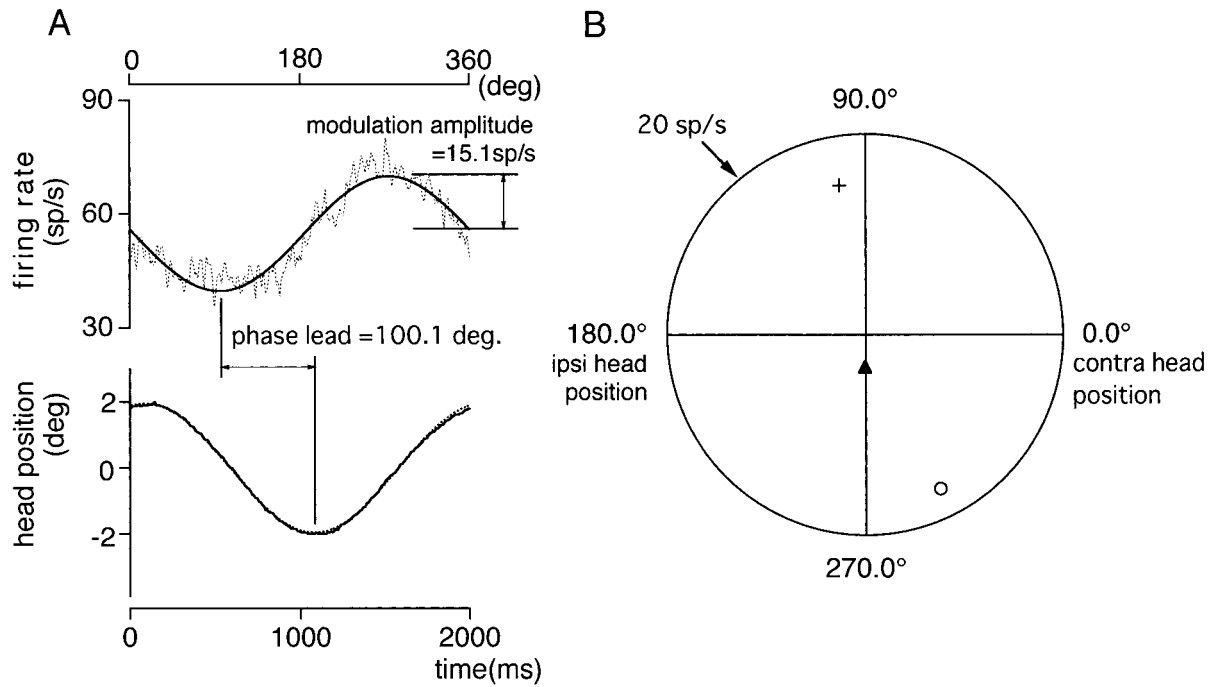 A
0 180 360
(deg)
90
60
30
firing rate
(sp/s)
modulation amplitude
=15.1sp/s
phase lead =100.1 deg.
2
0
-2
head position
(deg)
0 1000 2000
time(ms)
B
90.0°
20 sp/s
+
180.0°
ipsi head
position
0.0°
contra head
position
270.0°